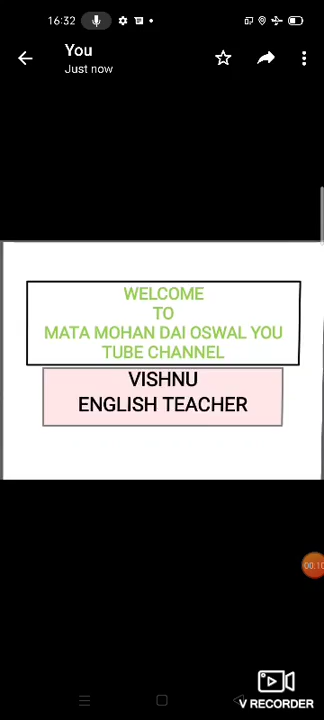 16:32
You
Just now
WELCOME
TO
MATA MOHAN DAI OSWAL YOU
TUBE CHANNEL
VISHNU
ENGLISH TEACHER
V RECORDER